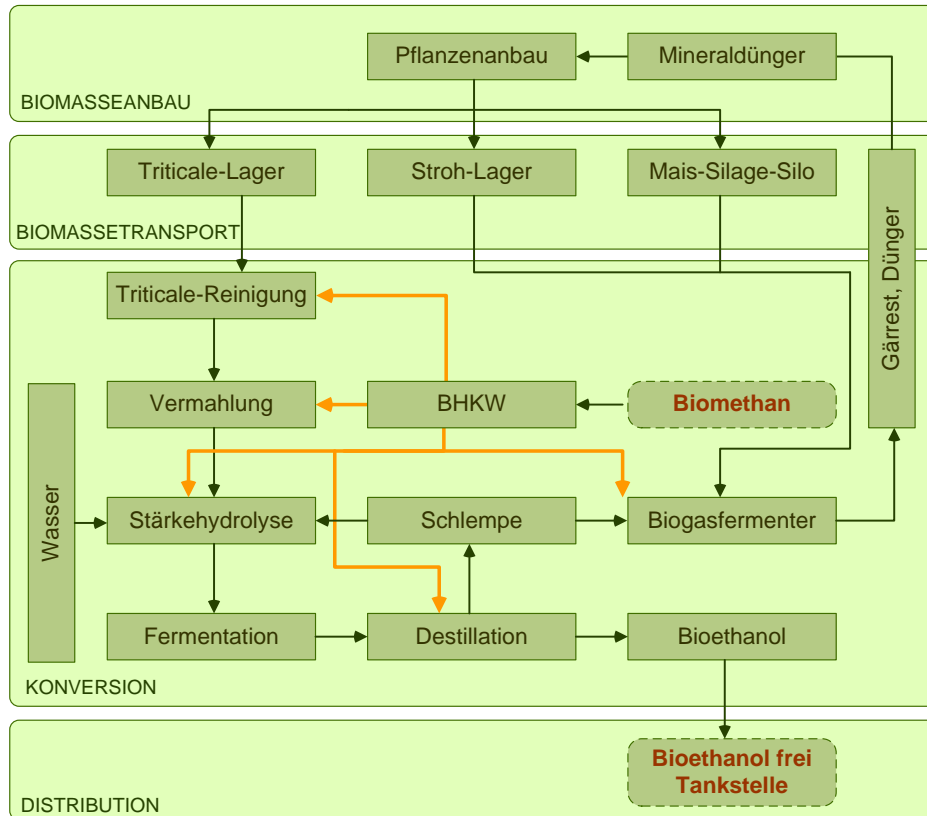 Pflanzenanbau
Mineraldünger
BIOMASSEANBAU
Triticale-Lager
Stroh-Lager
Mais-Silage-Silo
BIOMASSETRANSPORT
Gärrest, Dünger
Triticale-Reinigung
Vermahlung
BHKW
Biomethan
Wasser
Stärkehydrolyse
Schlempe
Biogasfermenter
Fermentation
Destillation
Bioethanol
KONVERSION
Bioethanol frei
Tankstelle
DISTRIBUTION